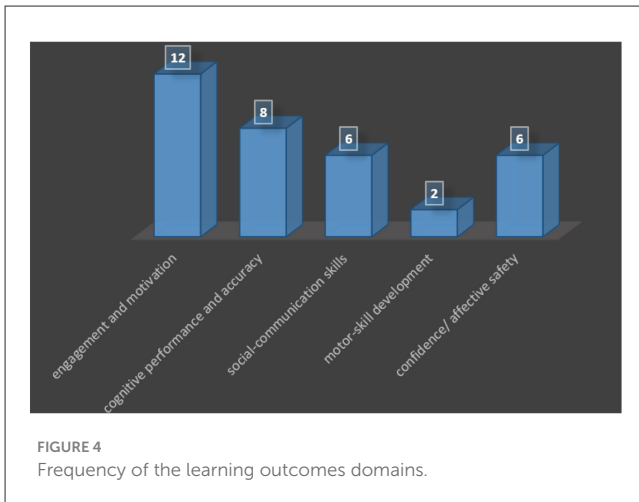 12
8
6
2
6
engagement and motivation
cognitive performance and accuracy
social-communication skills
motor-skill development
confidence/ affective safety
FIGURE 4
Frequency of the learning outcomes domains.